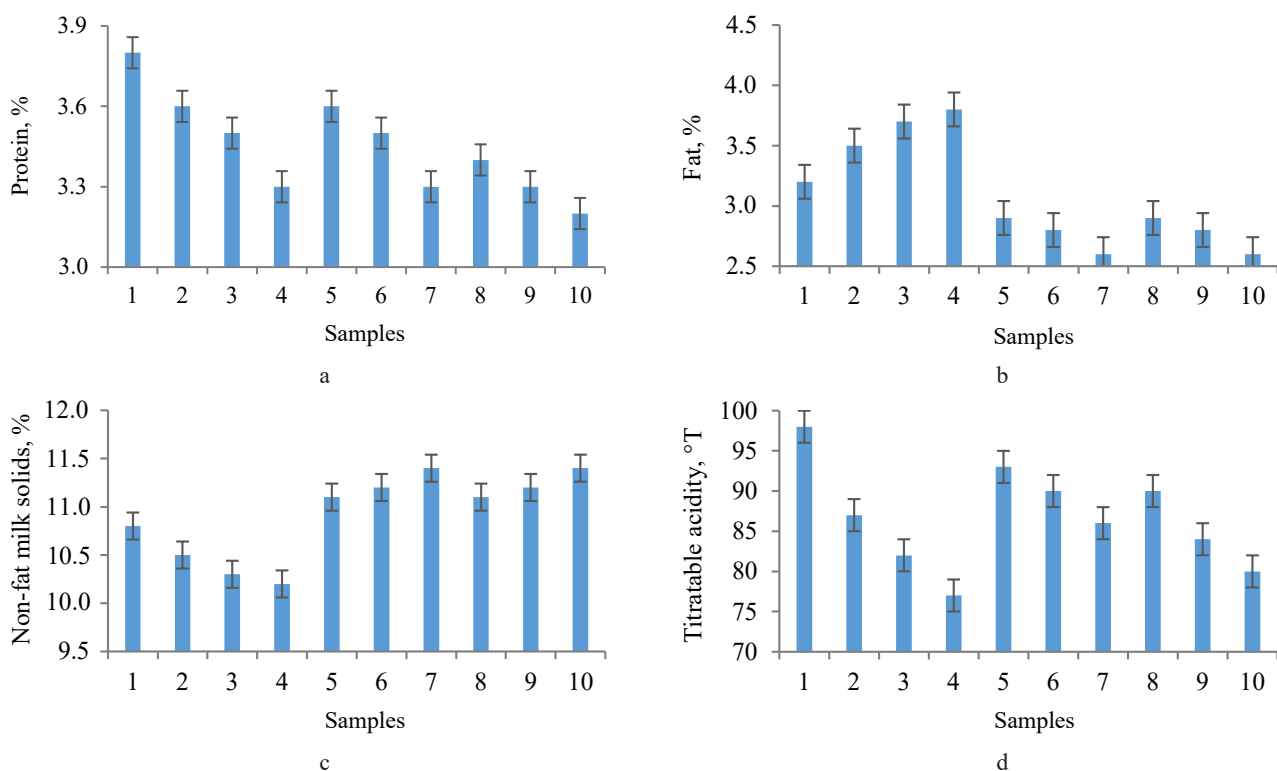 Protein, %
3.9
3.6
3.3
3.0
1 2 3 4 5 6 7 8 9 10
Samples
a
Fat, %
4.5
4.0
3.5
3.0
2.5
1 2 3 4 5 6 7 8 9 10
Samples
b
Non-fat milk solids, %
12.0
11.5
11.0
10.5
10.0
9.5
1 2 3 4 5 6 7 8 9 10
Samples
c
Titratable acidity, °T
100
95
90
85
80
75
70
1 2 3 4 5 6 7 8 9 10
Samples
d